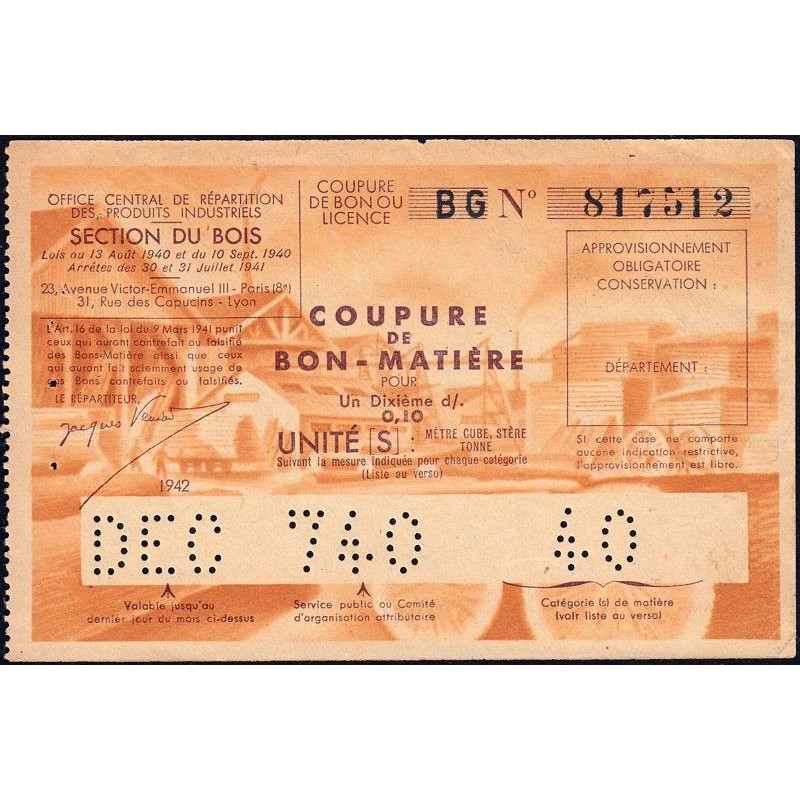 OFFICE CENTRAL DE RÉPARTITION
DES PRODUITS INDUSTRIELS
SECTION DU BOIS
Lois du 13 Août 1940 et du 10 Sept. 1940
Arrêtés des 30 et 31 Juillet 1941
23, Avenue Victor-Emmanuel III - Paris (8e)
31, Rue des Capucins - Lyon
L'Art. 16 de la loi du 9 Mars 1941 punit
ceux qui auront contrefait ou falsifié
des Bons-Matière ainsi que ceux
qui auront fait sciemment usage de
ces Bons contrefaits ou falsifiés.
LE RÉPARTITEUR,
1942
COUPURE
DE BON OU
LICENCE
BG No 817512
COUPURE
DE
BON-MATIÈRE
POUR
Un Dixième d/.
0,10
UNITÉ [S] : MÈTRE CUBE, STÈRE
TONNE
Suivant la mesure indiquée pour chaque catégorie
(Liste au verso)
APPROVISIONNEMENT
OBLIGATOIRE
CONSERVATION :
DÉPARTEMENT :
Si cette case ne comporte
aucune indication restrictive,
l'approvisionnement est libre.
DEC 740 40
Valable jusqu'au
dernier jour du mois ci-dessus
Service public ou Comité
d'organisation attributaire
Catégorie (s) de matière
(voir liste au verso)